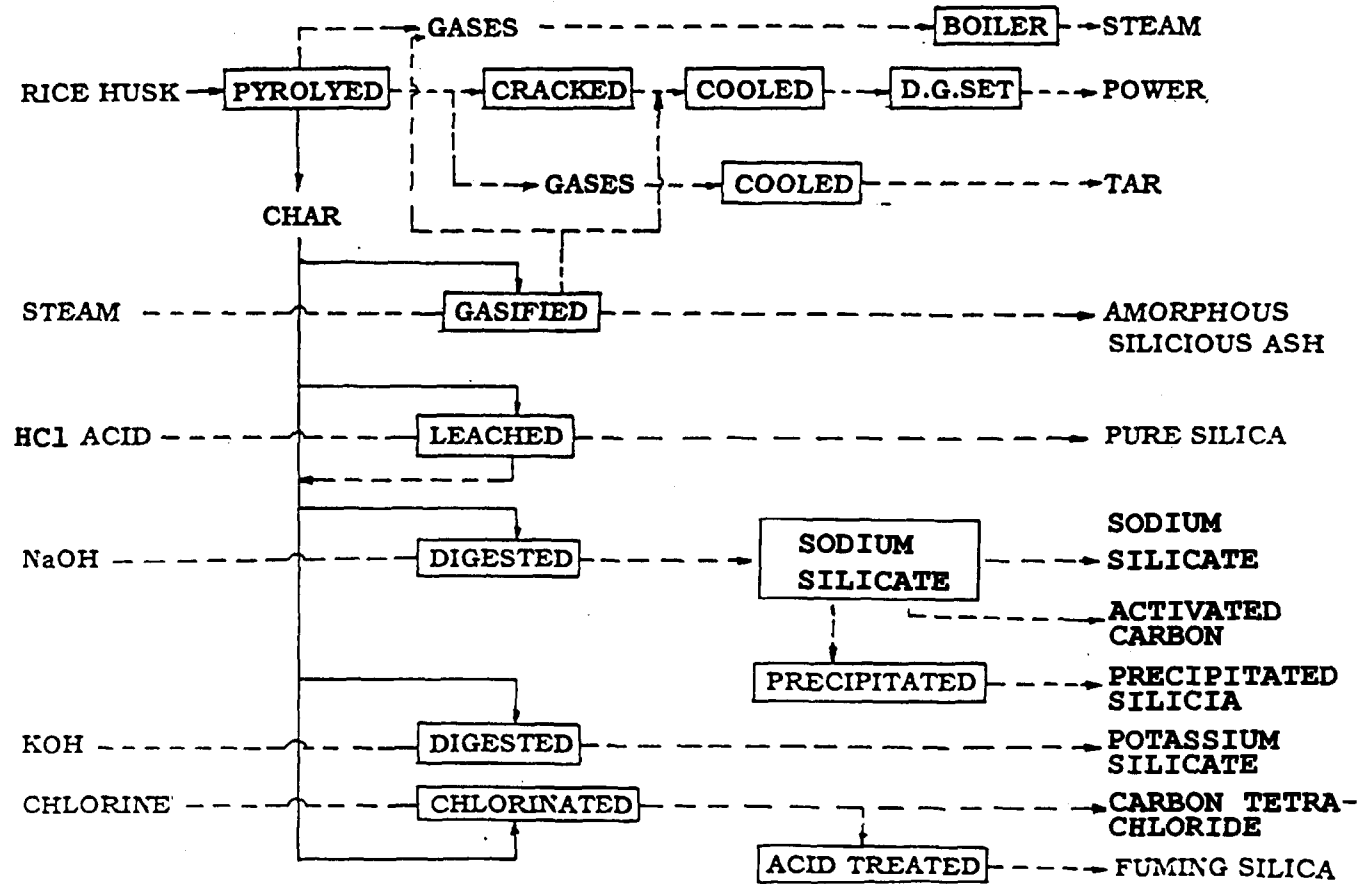 GASES BOILER STEAM
RICE HUSK PYROLYED CRACKED COOLED D.G.SET POWER
GASES COOLED TAR
CHAR
STEAM GASIFIED AMORPHOUS
SILICIOUS ASH
HCl ACID LEACHED PURE SILICA
SODIUM
NaOH DIGESTED SODIUM SILICATE
SILICATE
ACTIVATED
CARBON
PRECIPITATED PRECIPITATED
SILICIA
KOH DIGESTED POTASSIUM
SILICATE
CHLORINE CHLORINATED CARBON TETRA-
CHLORIDE
ACID TREATED FUMING SILICA